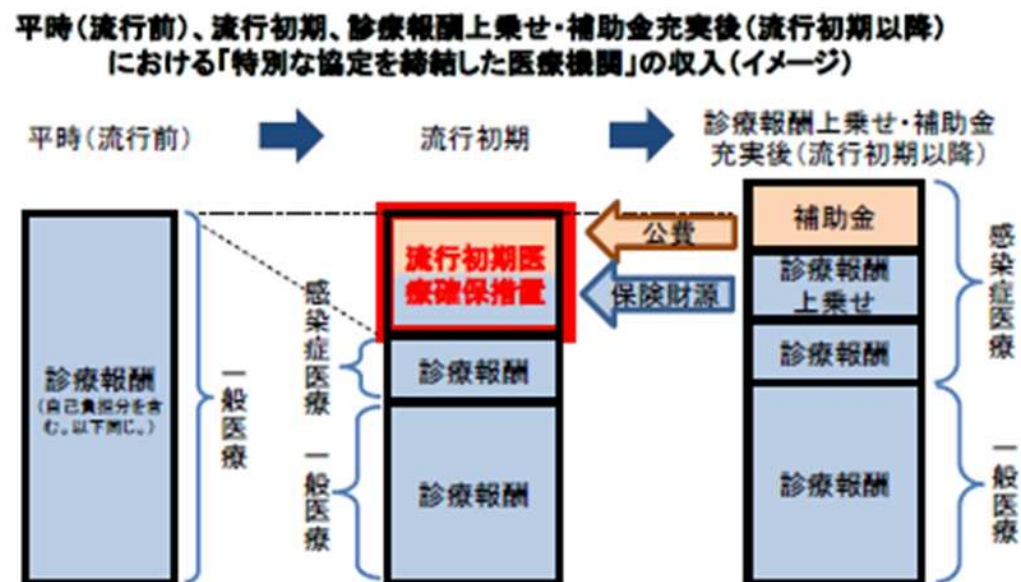 平時(流行前)、流行初期、診療報酬上乗せ・補助金充実後(流行初期以降)
における「特別な協定を締結した医療機関」の収入(イメージ)
平時(流行前)
流行初期
診療報酬上乗せ・補助金
充実後(流行初期以降)
診療報酬
(自己負担分を含
む。以下同じ。)
一般医療
流行初期医
療確保措置
感染症医療
診療報酬
一般医療
診療報酬
公費
保険財源
補助金
診療報酬
上乗せ
診療報酬
感染症医療
診療報酬
一般医療